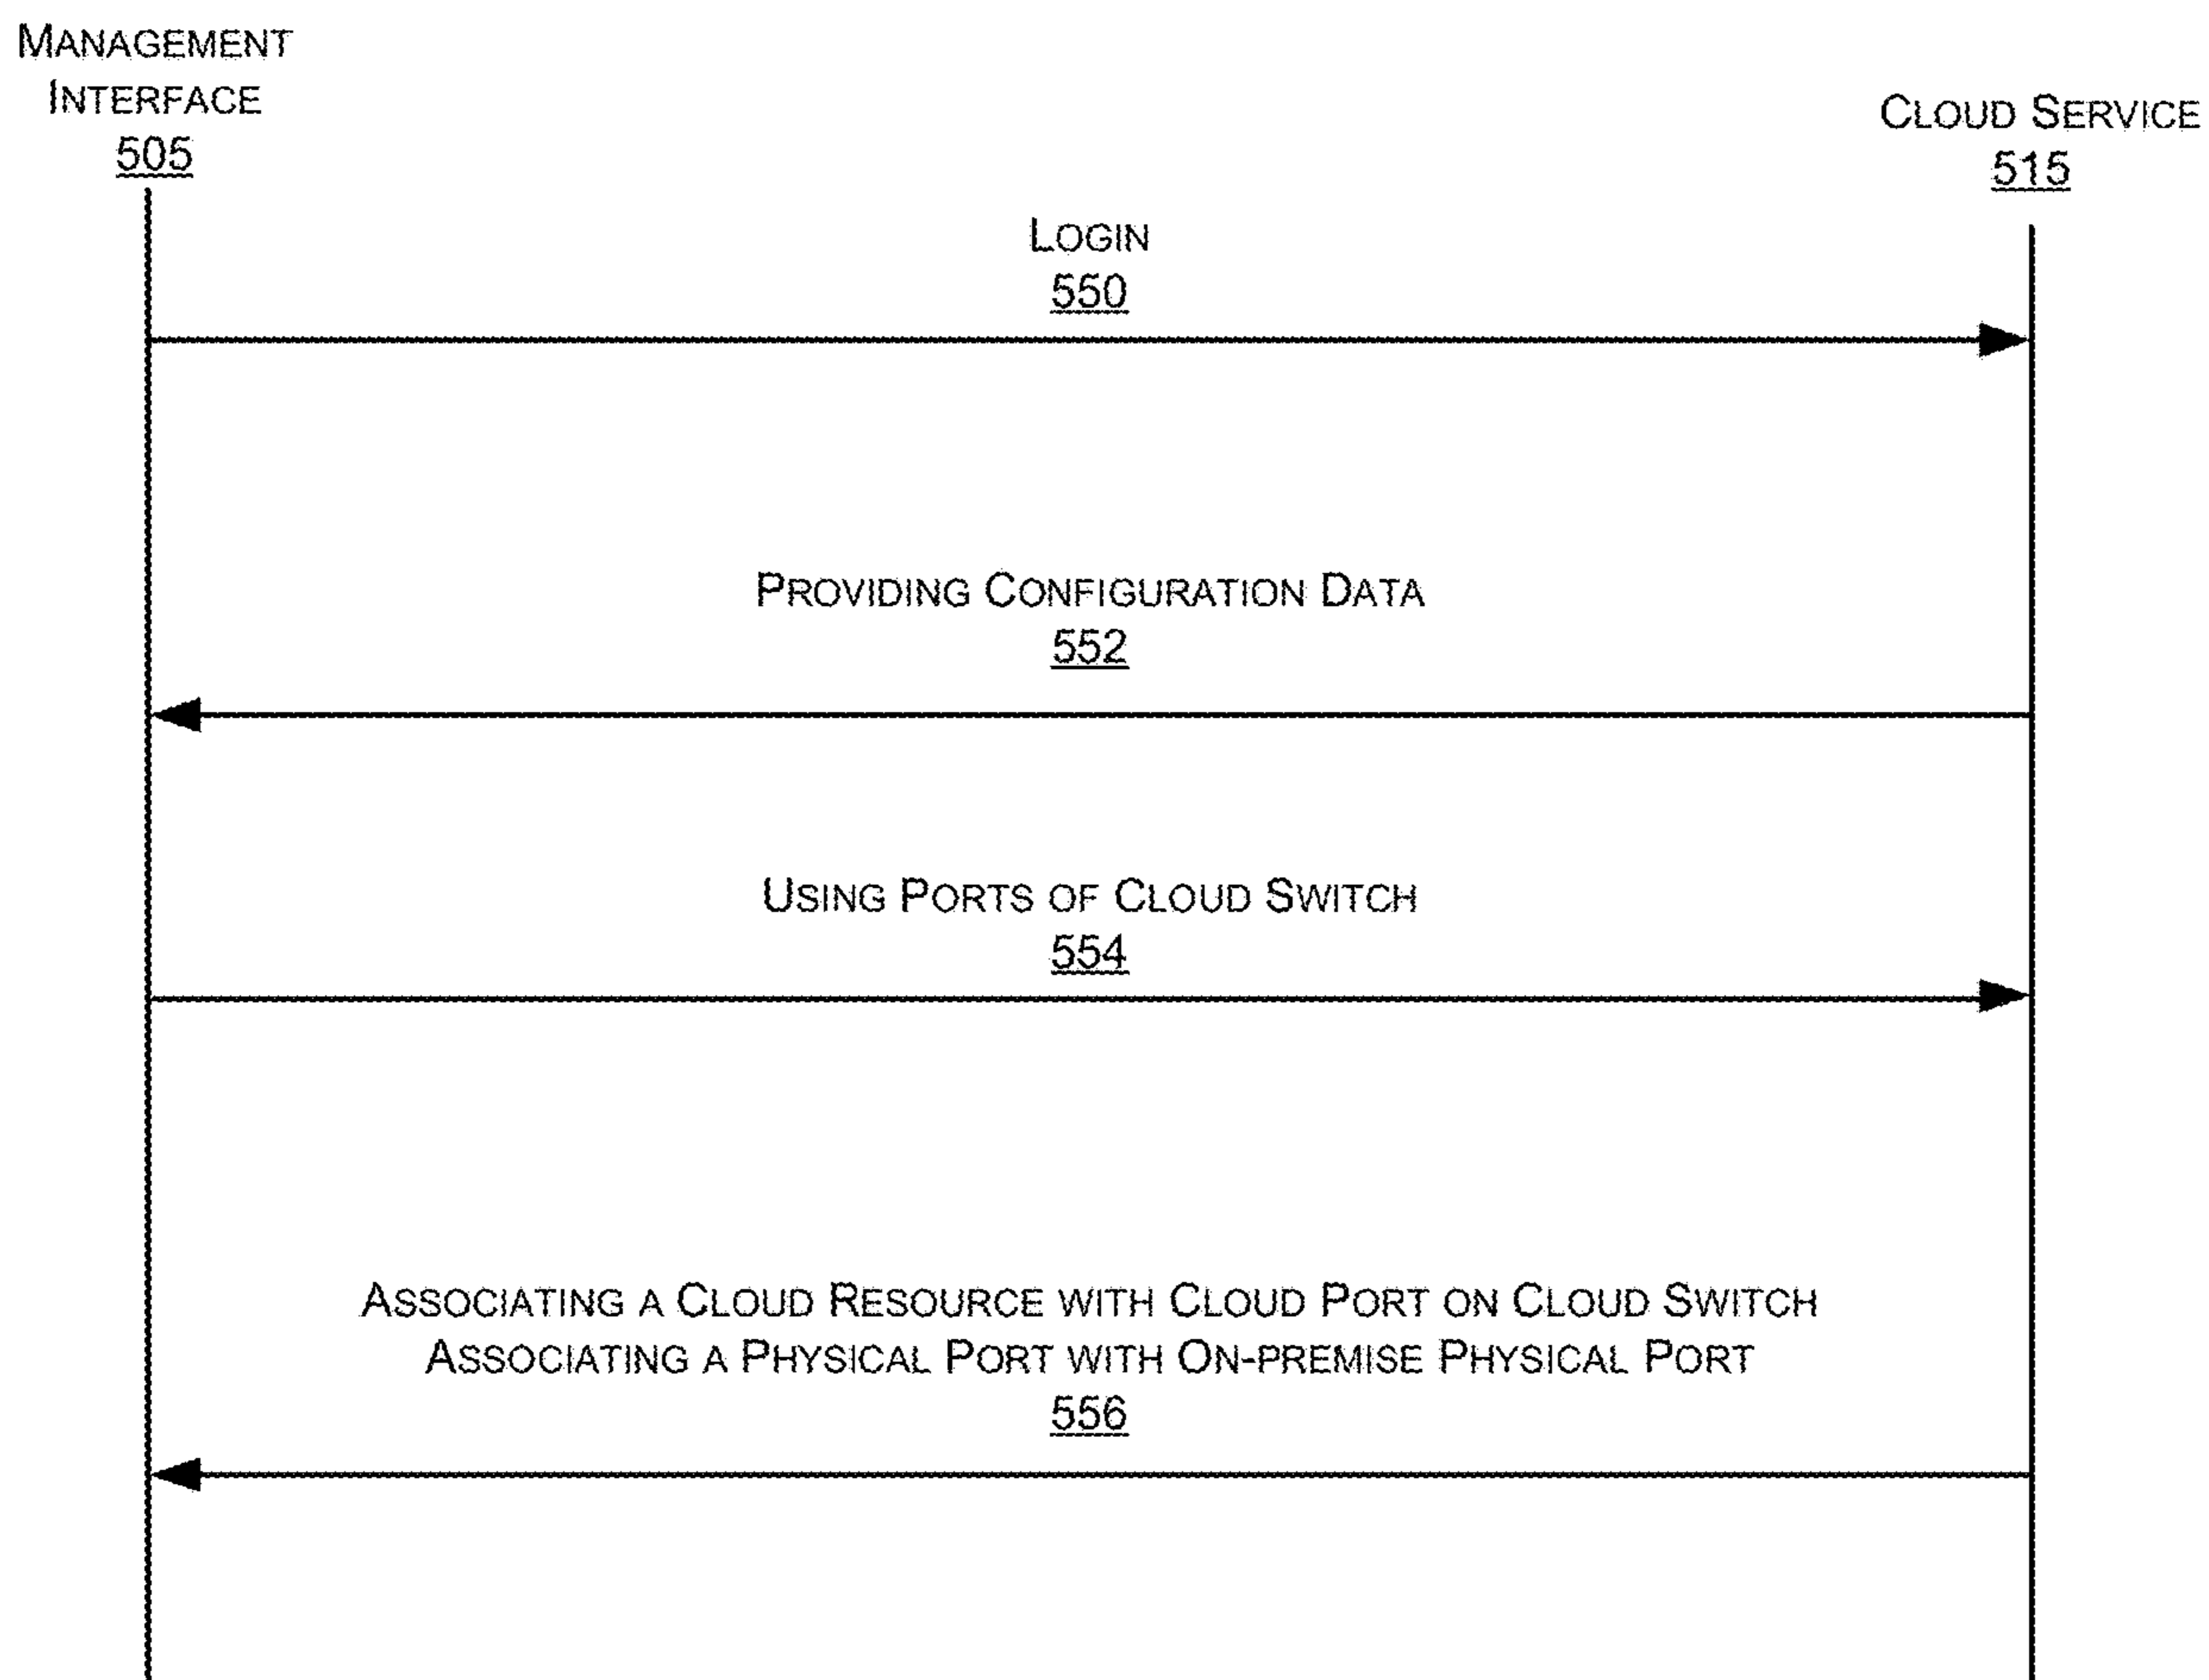 MANAGEMENT
INTERFACE
505
CLOUD SERVICE
515
LOGIN
550
PROVIDING CONFIGURATION DATA
552
USING PORTS OF CLOUD SWITCH
554
ASSOCIATING A CLOUD RESOURCE WITH CLOUD PORT ON CLOUD SWITCH
ASSOCIATING A PHYSICAL PORT WITH ON-PREMISE PHYSICAL PORT
556